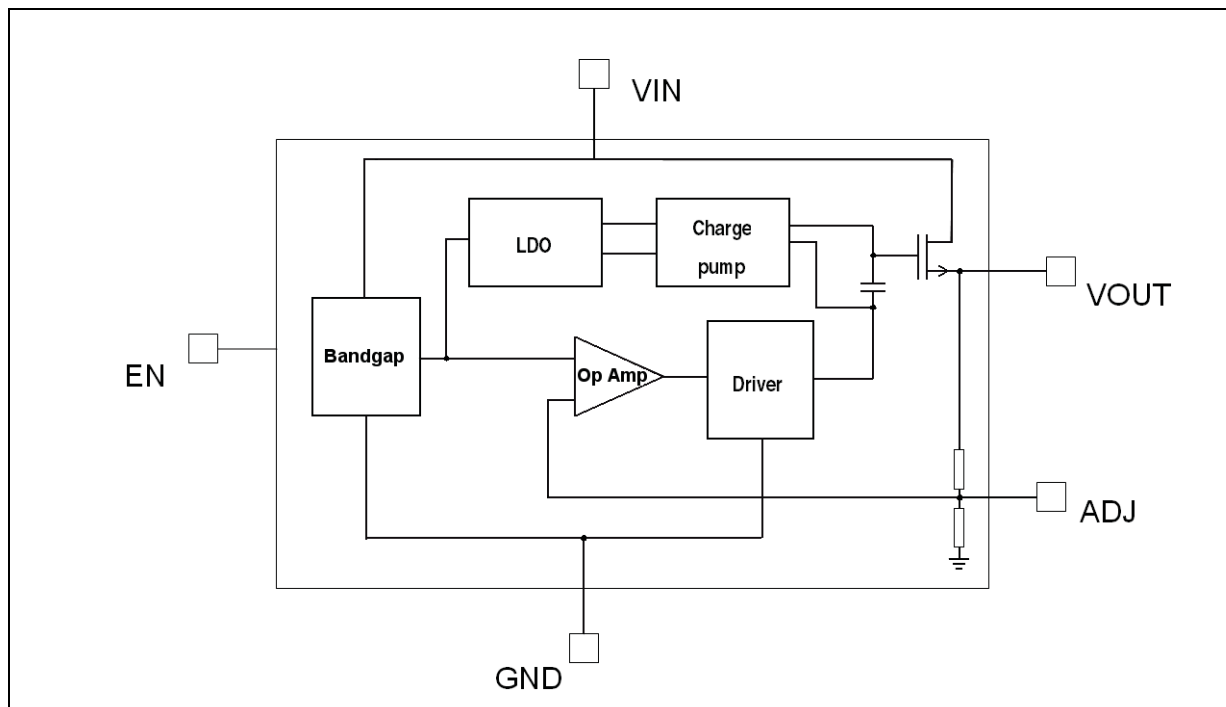 VIN
LDO
Charge
pump
VOUT
Bandgap
EN
Op Amp
Driver
ADJ
GND